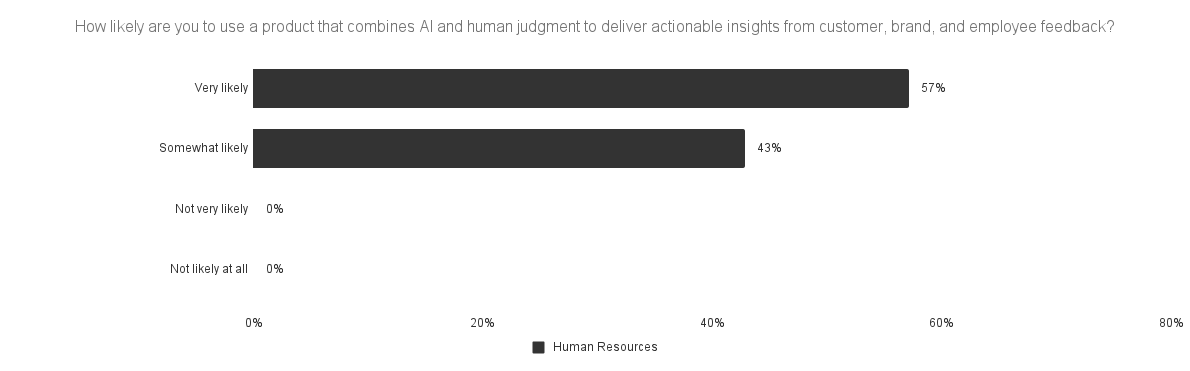 How likely are you to use a product that combines AI and human judgment to deliver actionable insights from customer, brand, and employee feedback?
Very likely 57%
Somewhat likely 43%
Not very likely 0%
Not likely at all 0%
0% 20% 40% 60% 80%
Human Resources